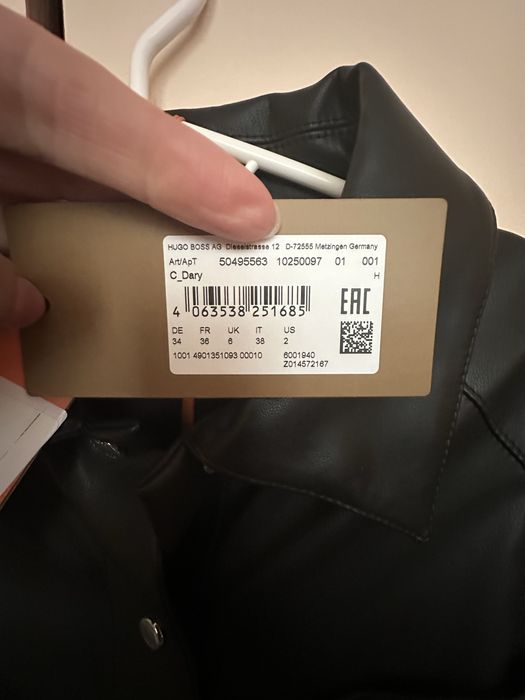 HUGO BOSS AG Dieselstrasse 12 D-72555 Metzingen Germany
Art/ApT 50495563 10250097 01 001
C_Dary H
EAC
4 063538 251685
DE FR UK IT US
34 36 6 38 2
1001 4901351093 00010 6001940
Z014572167